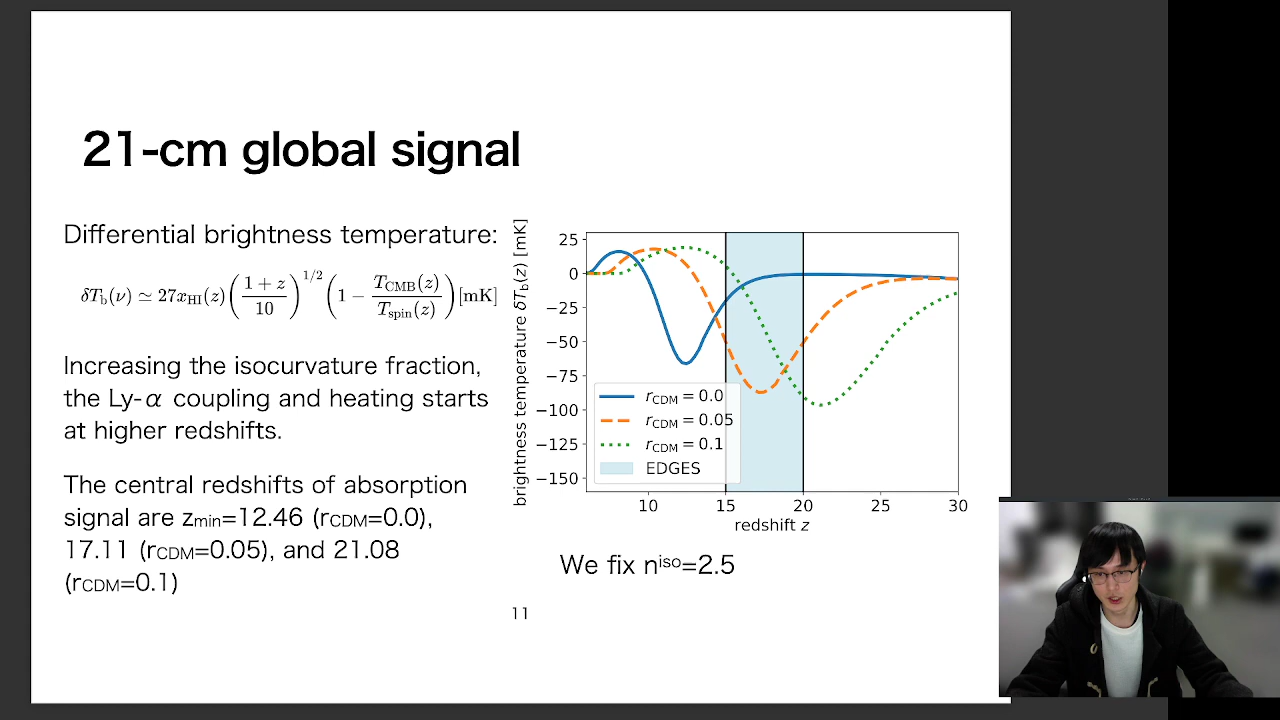 21-cm global signal
Differential brightness temperature:
δT_b(ν) ≃ 27x_HI(z)((1 + z)/10)^1/2(1 − T_CMB(z)/T_spin(z))[mK]
Increasing the isocurvature fraction,
the Ly-α coupling and heating starts
at higher redshifts.
The central redshifts of absorption
signal are z_min=12.46 (r_CDM=0.0),
17.11 (r_CDM=0.05), and 21.08
(r_CDM=0.1)
brightness temperature δT_b(z) [mK]
25
0
−25
−50
−75
−100
−125
−150
r_CDM = 0.0
r_CDM = 0.05
r_CDM = 0.1
EDGES
10 15 20 25 30
redshift z
We fix n^iso=2.5
11